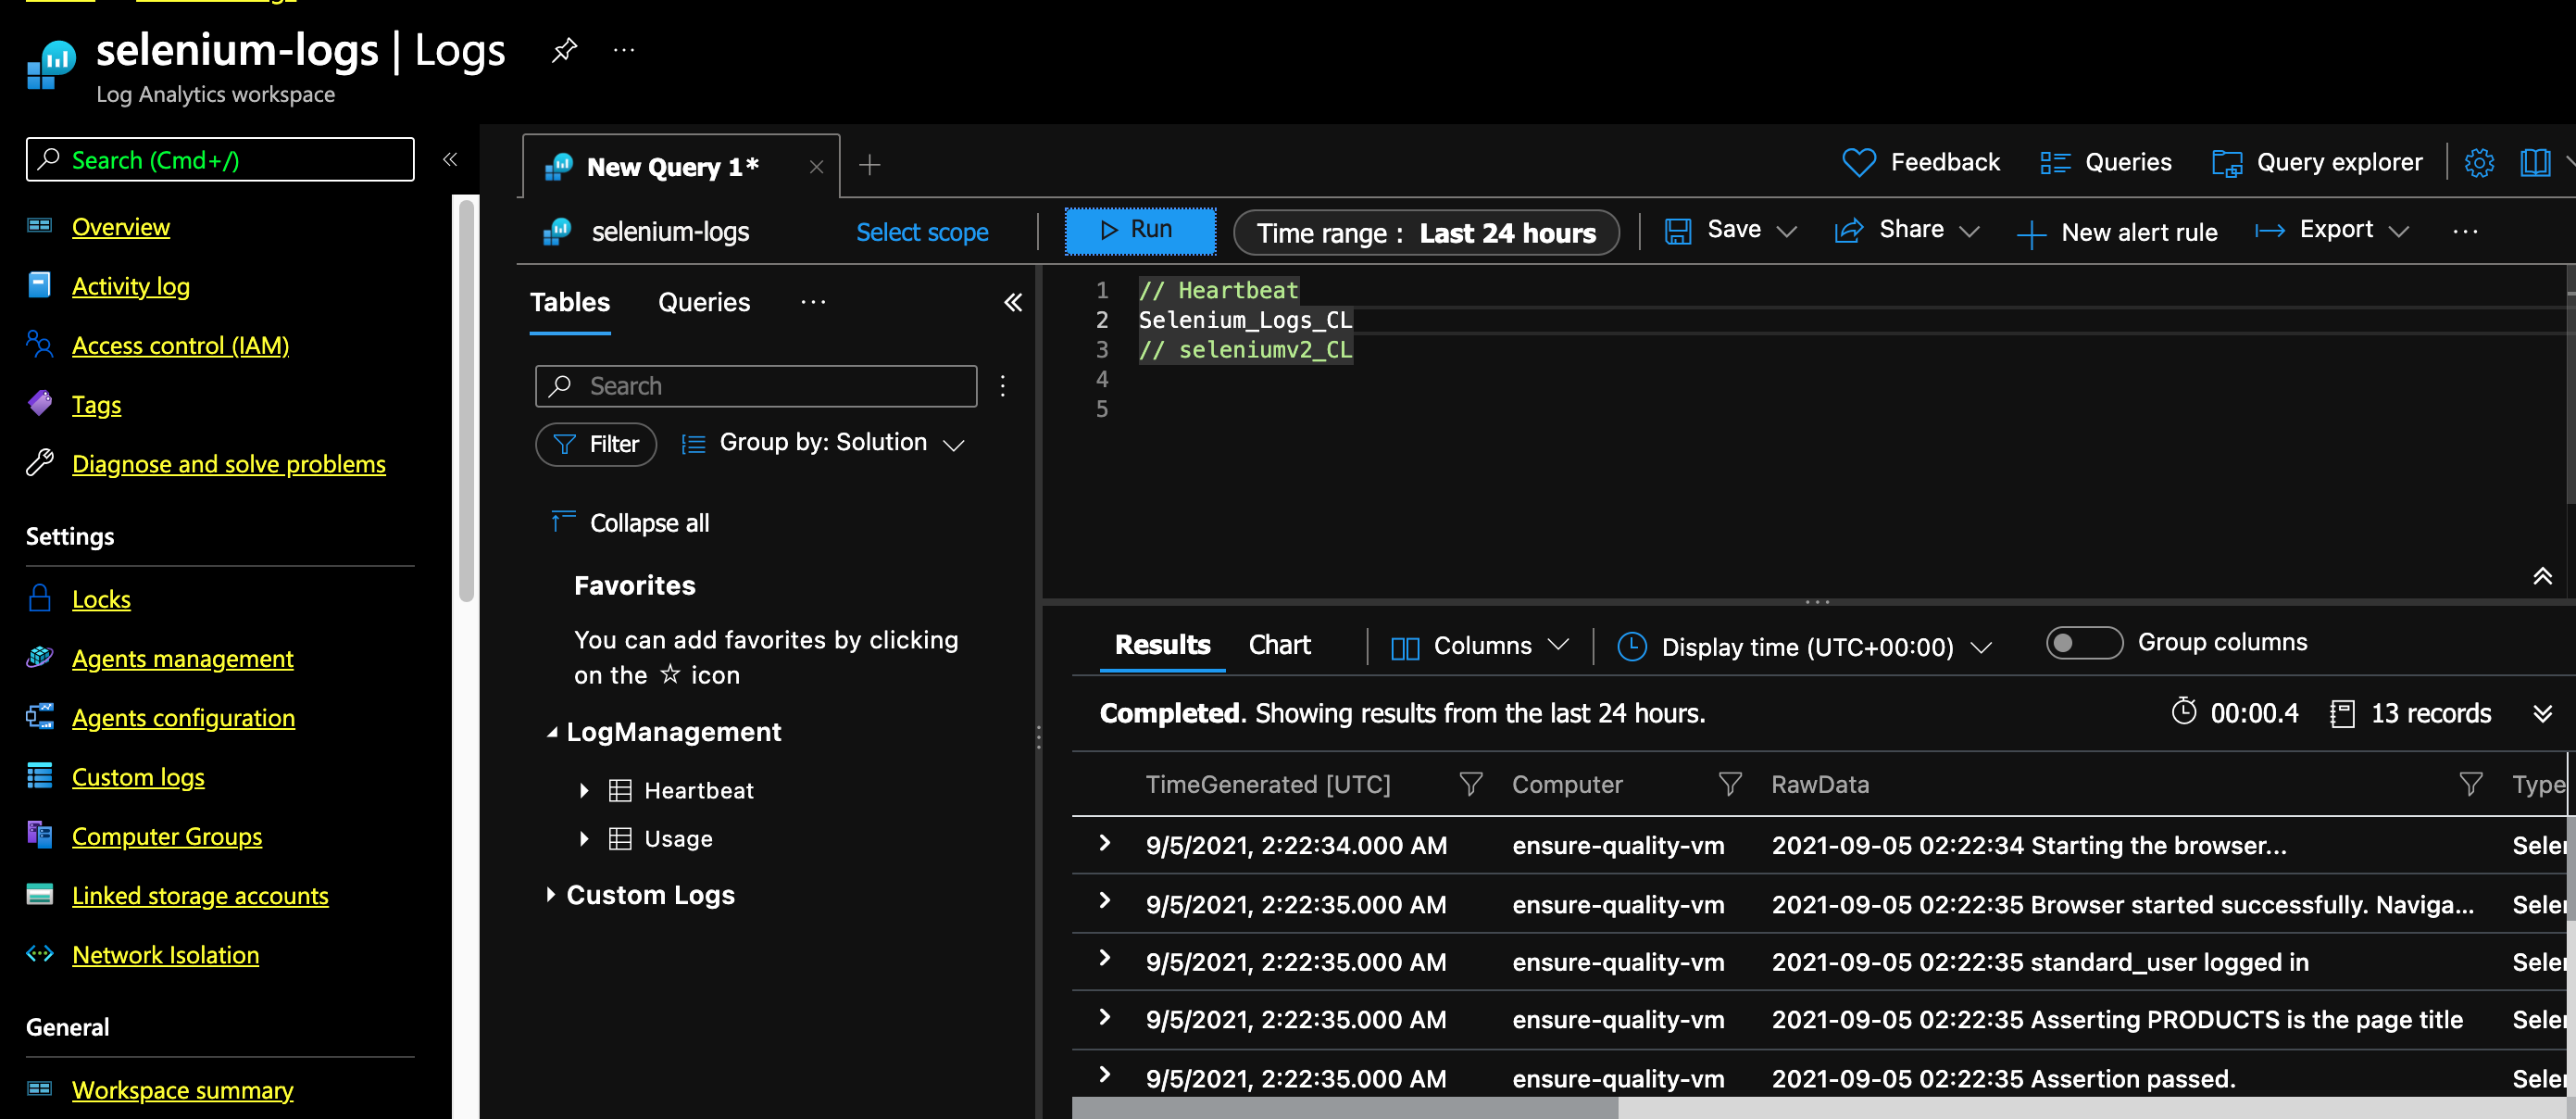 selenium-logs | Logs
Log Analytics workspace
Search (Cmd+/)
Overview
Activity log
Access control (IAM)
Tags
Diagnose and solve problems
Settings
Locks
Agents management
Agents configuration
Custom logs
Computer Groups
Linked storage accounts
Network Isolation
General
Workspace summary
New Query 1*
Feedback
Queries
Query explorer
selenium-logs
Select scope
Run
Time range : Last 24 hours
Save
Share
New alert rule
Export
Tables
Queries
Search
Filter
Group by: Solution
Collapse all
Favorites
You can add favorites by clicking
on the ☆ icon
LogManagement
Heartbeat
Usage
Custom Logs
1 // Heartbeat
2 Selenium_Logs_CL
3 // seleniumv2_CL
4
5
Results
Chart
Columns
Display time (UTC+00:00)
Group columns
Completed. Showing results from the last 24 hours.
00:00.4
13 records
TimeGenerated [UTC] Computer RawData Type
9/5/2021, 2:22:34.000 AM ensure-quality-vm 2021-09-05 02:22:34 Starting the browser... Seler
9/5/2021, 2:22:35.000 AM ensure-quality-vm 2021-09-05 02:22:35 Browser started successfully. Naviga... Seler
9/5/2021, 2:22:35.000 AM ensure-quality-vm 2021-09-05 02:22:35 standard_user logged in Seler
9/5/2021, 2:22:35.000 AM ensure-quality-vm 2021-09-05 02:22:35 Asserting PRODUCTS is the page title Seler
9/5/2021, 2:22:35.000 AM ensure-quality-vm 2021-09-05 02:22:35 Assertion passed. Seler